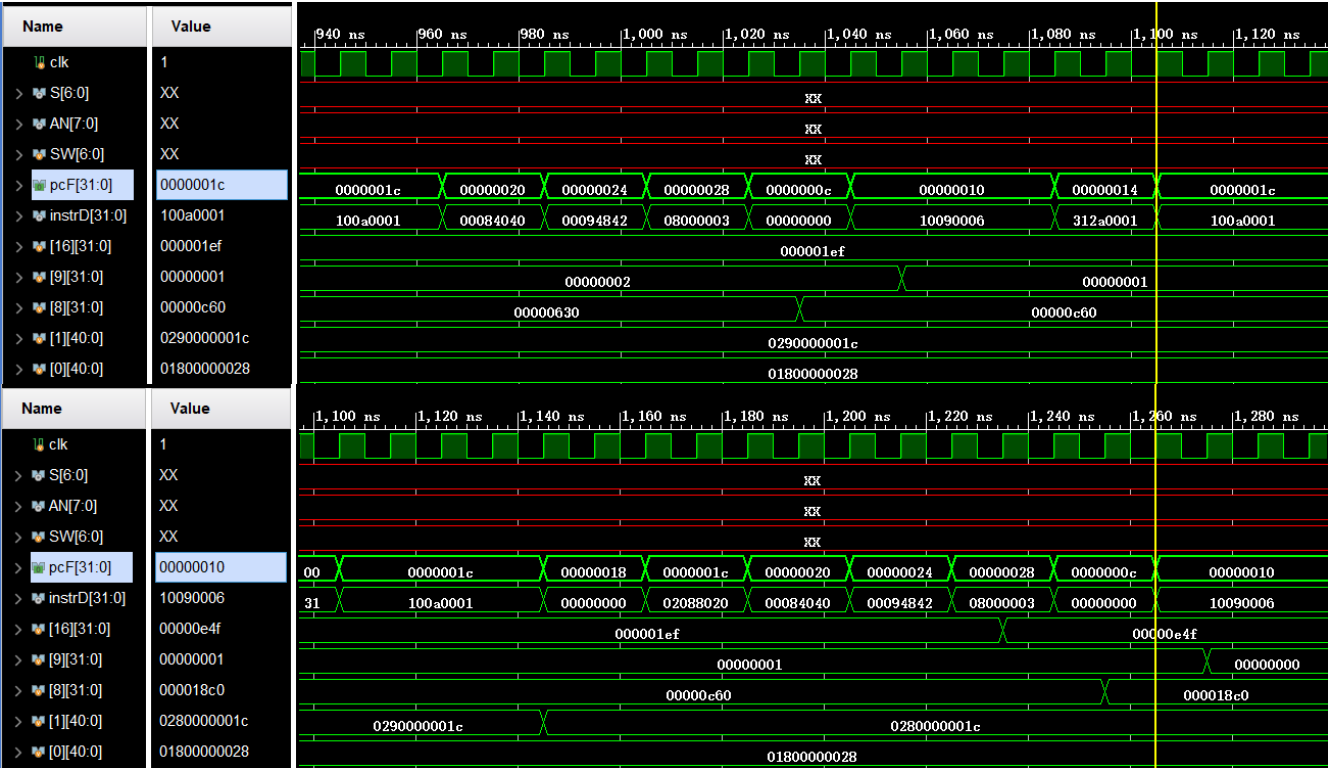 Name Value 940 ns 960 ns 980 ns 1,000 ns 1,020 ns 1,040 ns 1,060 ns 1,080 ns 1,100 ns 1,120 ns
clk 1
S[6:0] XX XX
AN[7:0] XX XX
SW[6:0] XX XX
pcF[31:0] 0000001c 0000001c 00000020 00000024 00000028 0000000c 00000010 00000014 0000001c
instrD[31:0] 100a0001 100a0001 00084040 00094842 08000003 00000000 10090006 312a0001 100a0001
[16][31:0] 000001ef 000001ef
[9][31:0] 00000001 00000002 00000001
[8][31:0] 00000c60 00000630 00000c60
[1][40:0] 0290000001c 0290000001c
[0][40:0] 01800000028 01800000028
Name Value 1,100 ns 1,120 ns 1,140 ns 1,160 ns 1,180 ns 1,200 ns 1,220 ns 1,240 ns 1,260 ns 1,280 ns
clk 1
S[6:0] XX XX
AN[7:0] XX XX
SW[6:0] XX XX
pcF[31:0] 00000010 00 0000001c 00000018 0000001c 00000020 00000024 00000028 0000000c 00000010
instrD[31:0] 10090006 31 100a0001 00000000 02088020 00084040 00094842 08000003 00000000 10090006
[16][31:0] 00000e4f 000001ef 00000e4f
[9][31:0] 00000001 00000001 00000000
[8][31:0] 000018c0 00000c60 000018c0
[1][40:0] 0280000001c 0290000001c 0280000001c
[0][40:0] 01800000028 01800000028